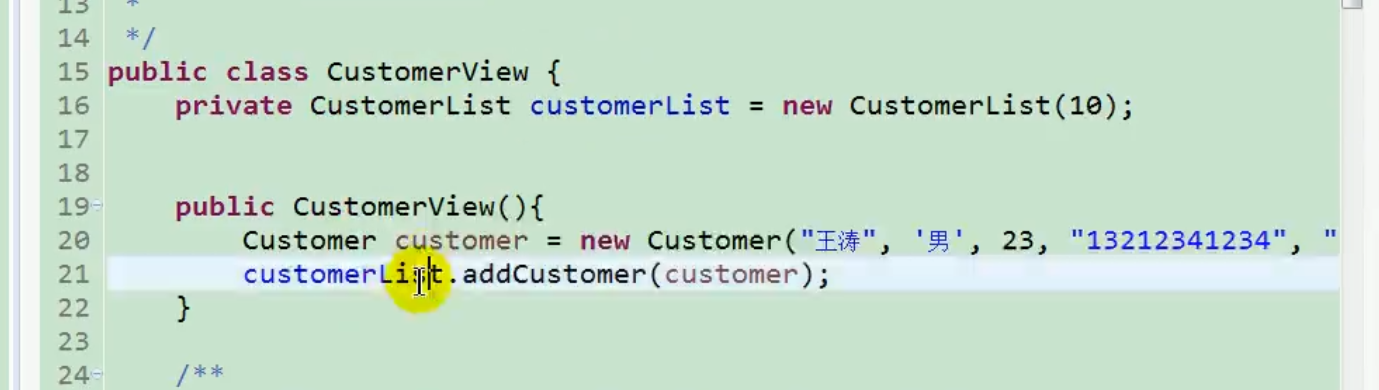 13 *
14 */
15 public class CustomerView {
16 private CustomerList customerList = new CustomerList(10);
17
18
19 public CustomerView(){
20 Customer customer = new Customer("王涛", '男', 23, "13212341234", "
21 customerList.addCustomer(customer);
22 }
23
24 /**